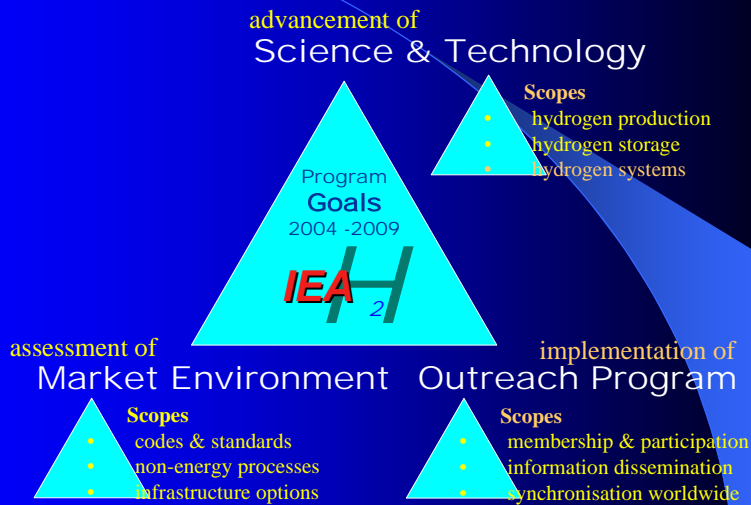 advancement of
Science & Technology
Scopes
• hydrogen production
• hydrogen storage
• hydrogen systems
Program
Goals
2004 -2009
IEA H2
assessment of
Market Environment
Scopes
• codes & standards
• non-energy processes
• infrastructure options
implementation of
Outreach Program
Scopes
• membership & participation
• information dissemination
• synchronisation worldwide